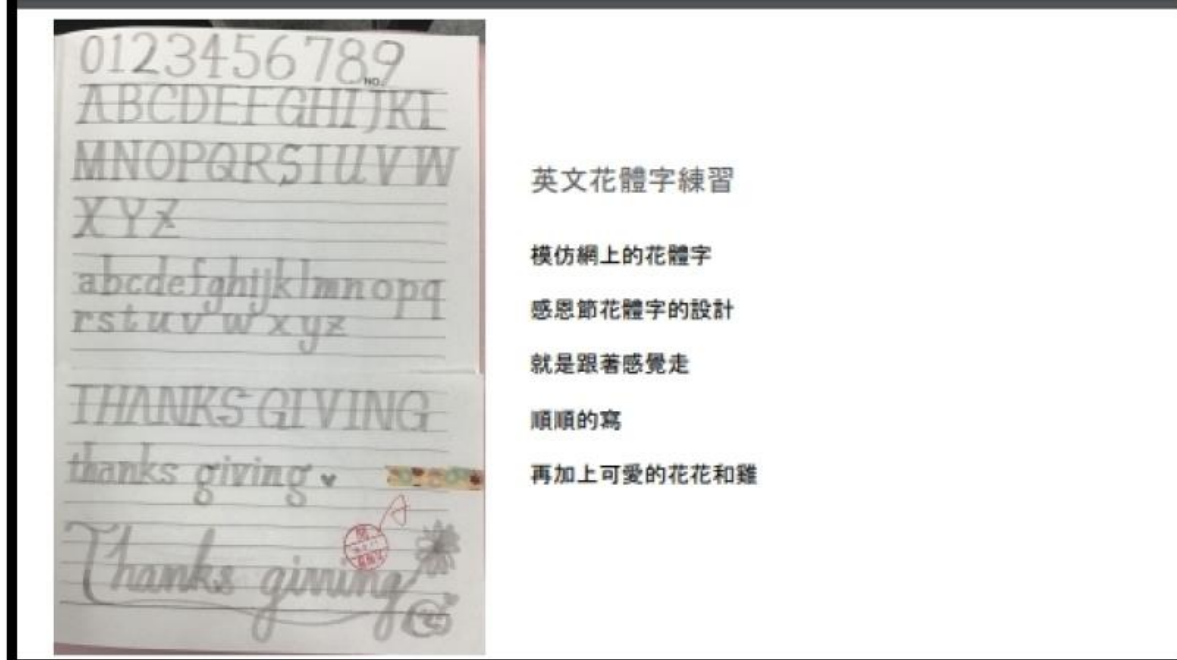 0123456789
NO.
ABCDEFGHIJKL
MNOPQRSTUVW
XYZ
abcdefghijklmnopq
rstuvwxyz
THANKS GIVING
thanks giving
Thanks giving
英文花體字練習
模仿網上的花體字
感恩節花體字的設計
就是跟著感覺走
順順的寫
再加上可愛的花花和雞